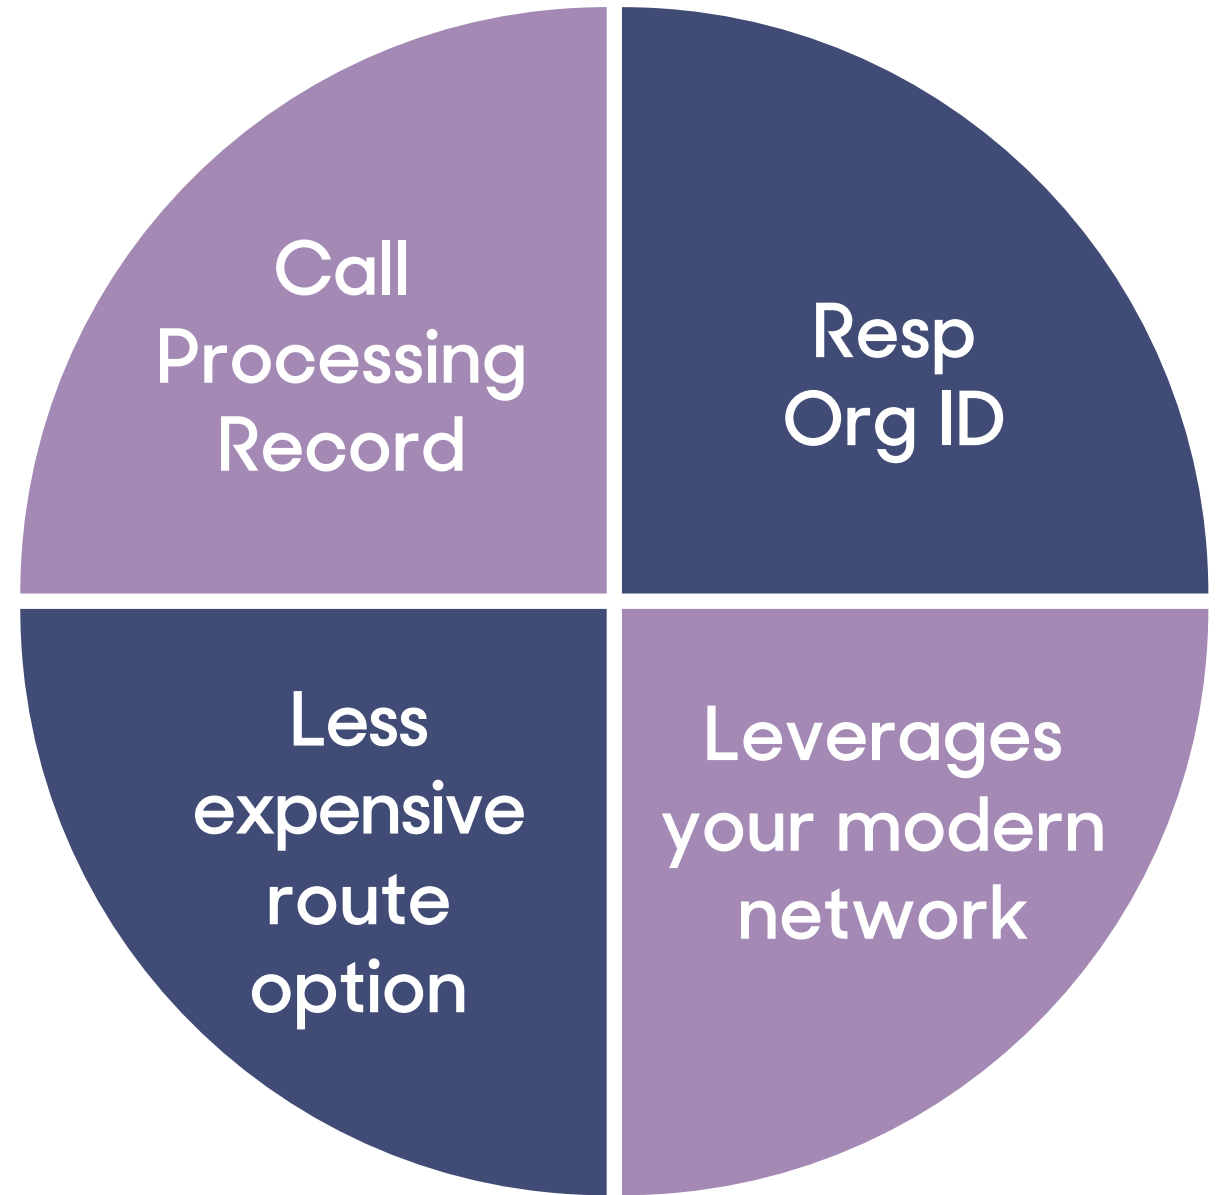 Call
Processing
Record
Resp
Org ID
Less
expensive
route
option
Leverages
your modern
network